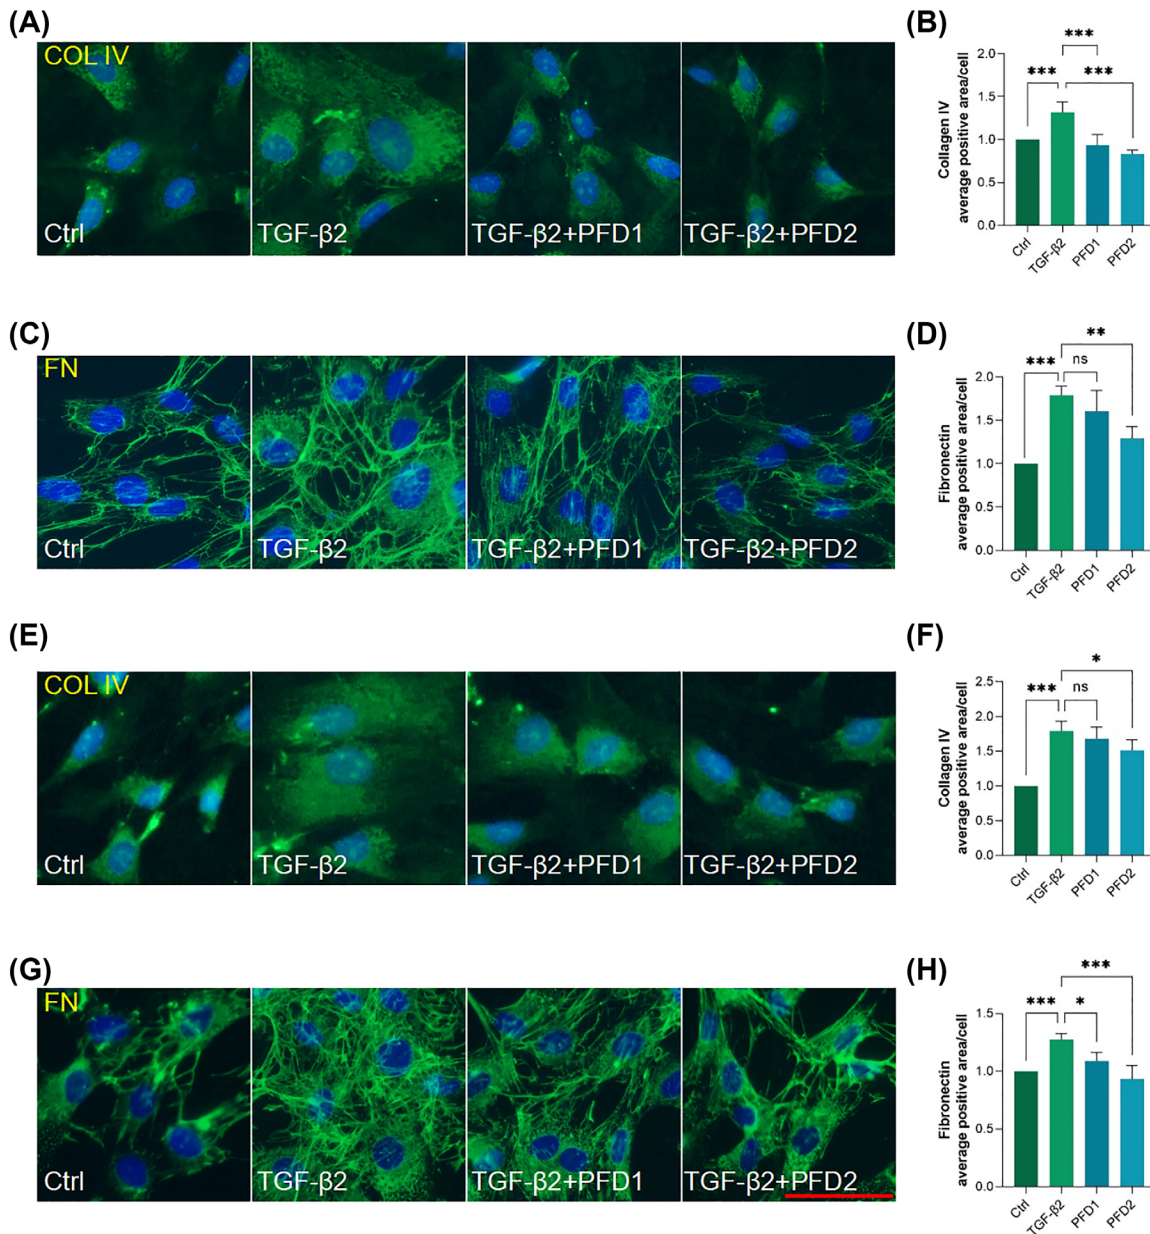 (A)
COL IV
Ctrl
TGF-β2
TGF-β2+PFD1
TGF-β2+PFD2
(B)
Collagen IV
average positive area/cell
2.0
1.5
1.0
0.5
0.0
***
***
***
Ctrl
TGF-β2
PFD1
PFD2
(C)
FN
Ctrl
TGF-β2
TGF-β2+PFD1
TGF-β2+PFD2
(D)
Fibronectin
average positive area/cell
2.0
1.5
1.0
0.5
0.0
**
***
ns
Ctrl
TGF-β2
PFD1
PFD2
(E)
COL IV
Ctrl
TGF-β2
TGF-β2+PFD1
TGF-β2+PFD2
(F)
Collagen IV
average positive area/cell
2.5
2.0
1.5
1.0
0.5
0.0
*
***
ns
Ctrl
TGF-β2
PFD1
PFD2
(G)
FN
Ctrl
TGF-β2
TGF-β2+PFD1
TGF-β2+PFD2
(H)
Fibronectin
average positive area/cell
1.5
1.0
0.5
0.0
***
***
*
Ctrl
TGF-β2
PFD1
PFD2